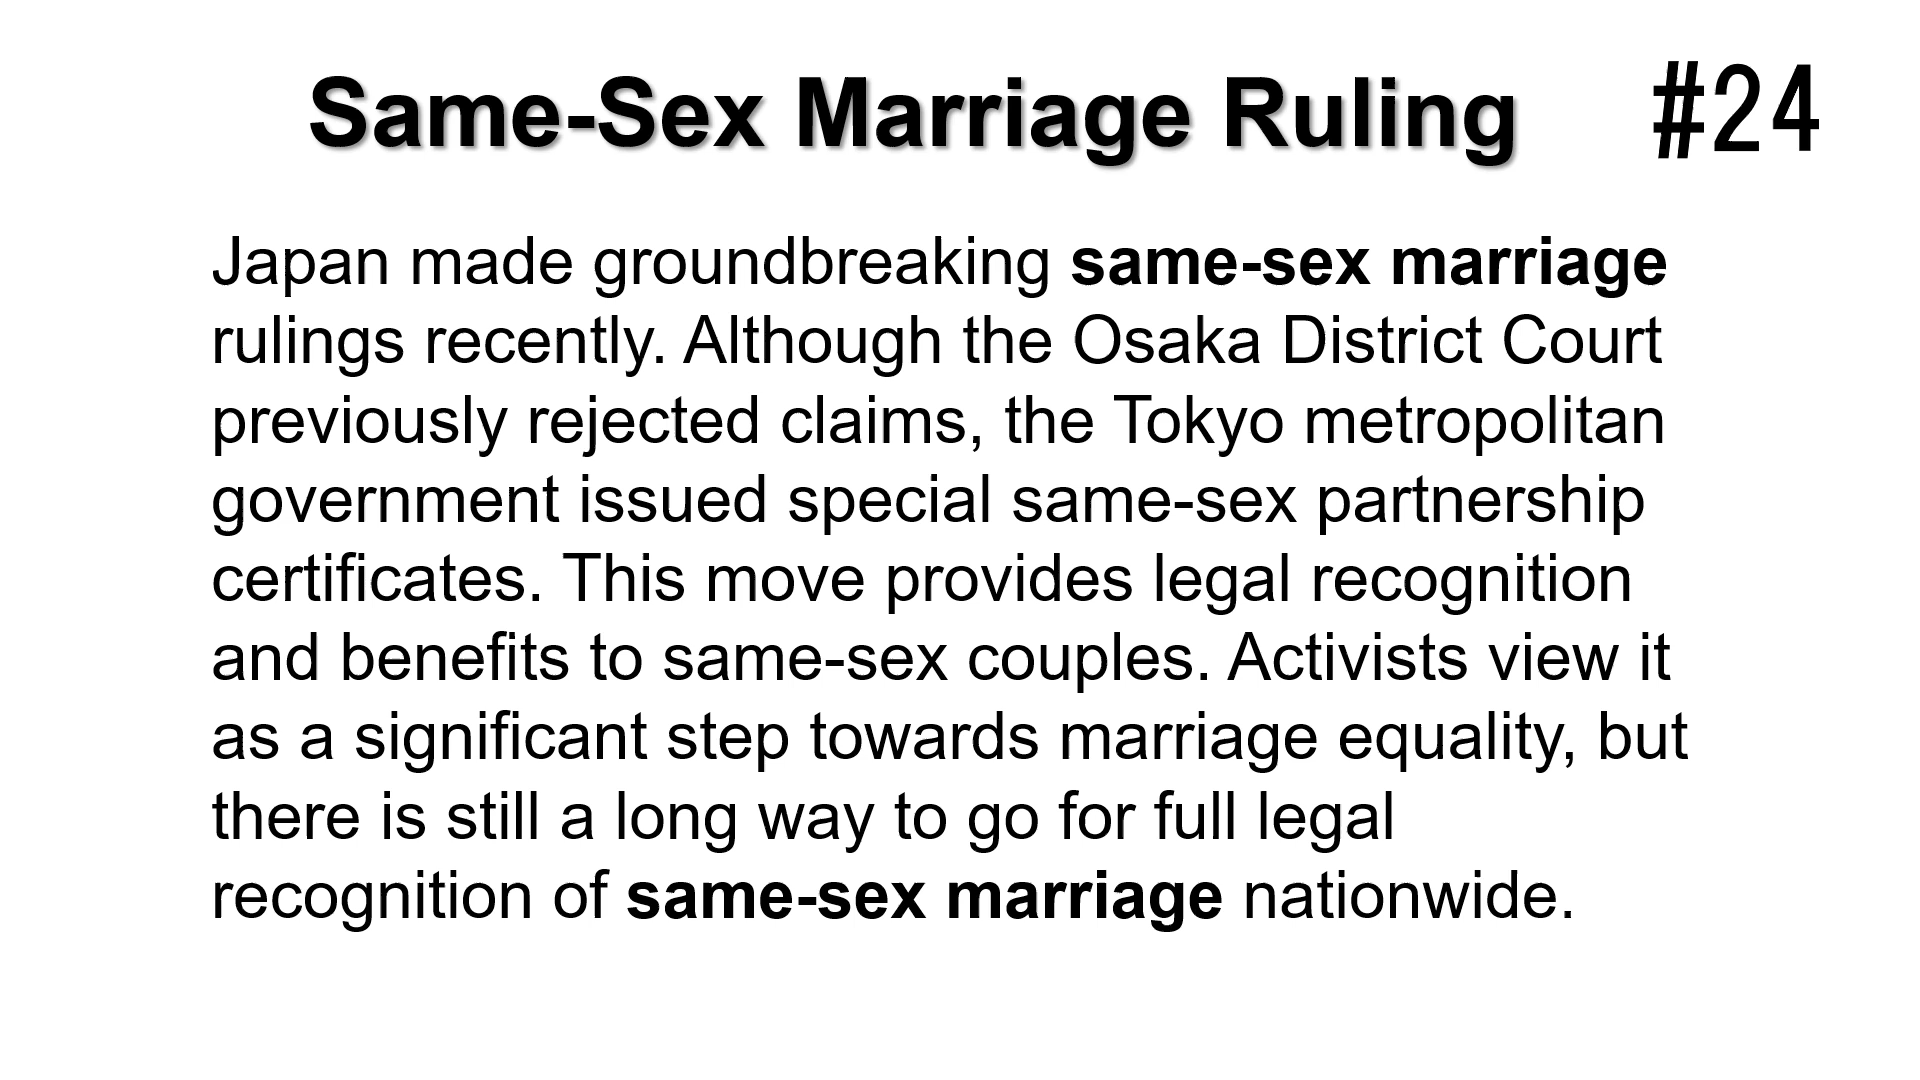 Same-Sex Marriage Ruling #24
Japan made groundbreaking same-sex marriage
rulings recently. Although the Osaka District Court
previously rejected claims, the Tokyo metropolitan
government issued special same-sex partnership
certificates. This move provides legal recognition
and benefits to same-sex couples. Activists view it
as a significant step towards marriage equality, but
there is still a long way to go for full legal
recognition of same-sex marriage nationwide.